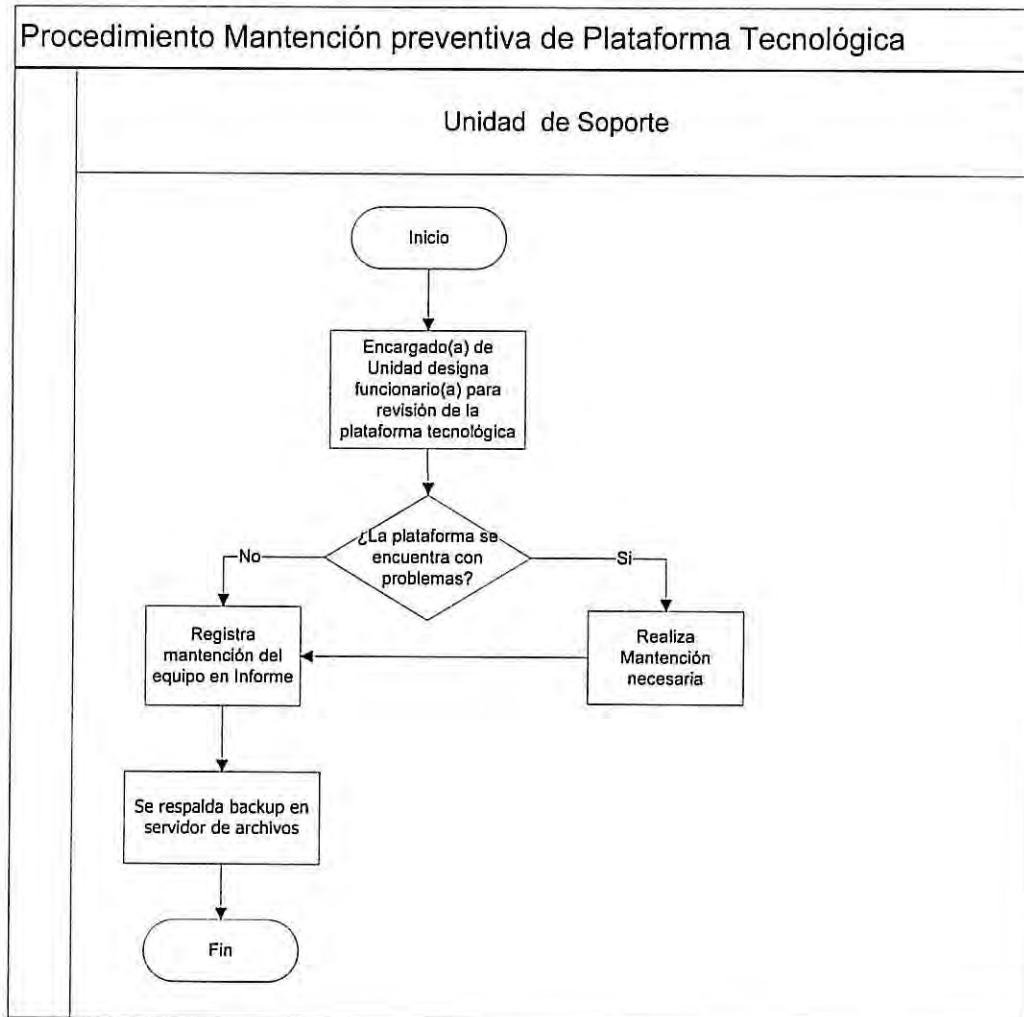 Procedimiento Mantención preventiva de Plataforma Tecnológica
Unidad de Soporte
Inicio
Encargado(a) de
Unidad designa
funcionario(a) para
revisión de la
plataforma tecnológica
¿La plataforma se
encuentra con
problemas?
No
Si
Registra
mantención del
equipo en Informe
Realiza
Mantención
necesaria
Se respalda backup en
servidor de archivos
Fin